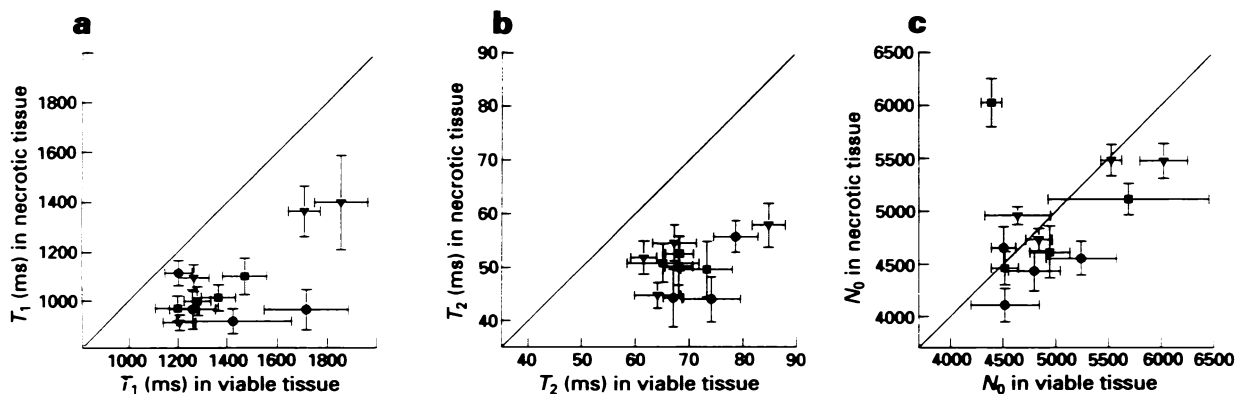 a
T₁ (ms) in necrotic tissue
1800
1600
1400
1200
1000
1000 1200 1400 1600 1800
T₁ (ms) in viable tissue
b
T₂ (ms) in necrotic tissue
90
80
70
60
50
40
40 50 60 70 80 90
T₂ (ms) in viable tissue
c
N₀ in necrotic tissue
6500
6000
5500
5000
4500
4000
4000 4500 5000 5500 6000 6500
N₀ in viable tissue